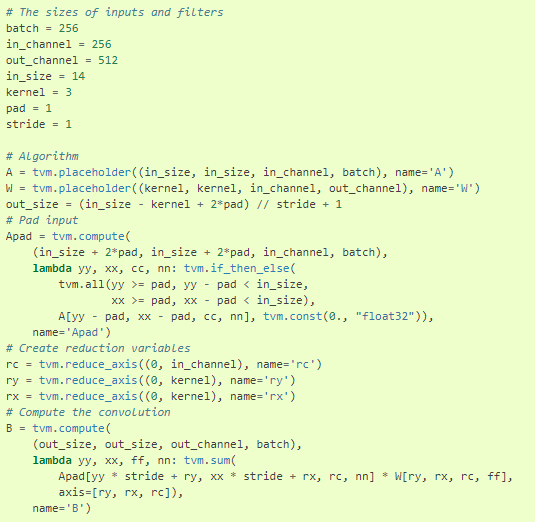 # The sizes of inputs and filters
batch = 256
in_channel = 256
out_channel = 512
in_size = 14
kernel = 3
pad = 1
stride = 1

# Algorithm
A = tvm.placeholder((in_size, in_size, in_channel, batch), name='A')
W = tvm.placeholder((kernel, kernel, in_channel, out_channel), name='W')
out_size = (in_size - kernel + 2*pad) // stride + 1
# Pad input
Apad = tvm.compute(
    (in_size + 2*pad, in_size + 2*pad, in_channel, batch),
    lambda yy, xx, cc, nn: tvm.if_then_else(
        tvm.all(yy >= pad, yy - pad < in_size,
                xx >= pad, xx - pad < in_size),
        A[yy - pad, xx - pad, cc, nn], tvm.const(0., "float32")),
    name='Apad')
# Create reduction variables
rc = tvm.reduce_axis((0, in_channel), name='rc')
ry = tvm.reduce_axis((0, kernel), name='ry')
rx = tvm.reduce_axis((0, kernel), name='rx')
# Compute the convolution
B = tvm.compute(
    (out_size, out_size, out_channel, batch),
    lambda yy, xx, ff, nn: tvm.sum(
        Apad[yy * stride + ry, xx * stride + rx, rc, nn] * W[ry, rx, rc, ff],
        axis=[ry, rx, rc]),
    name='B')